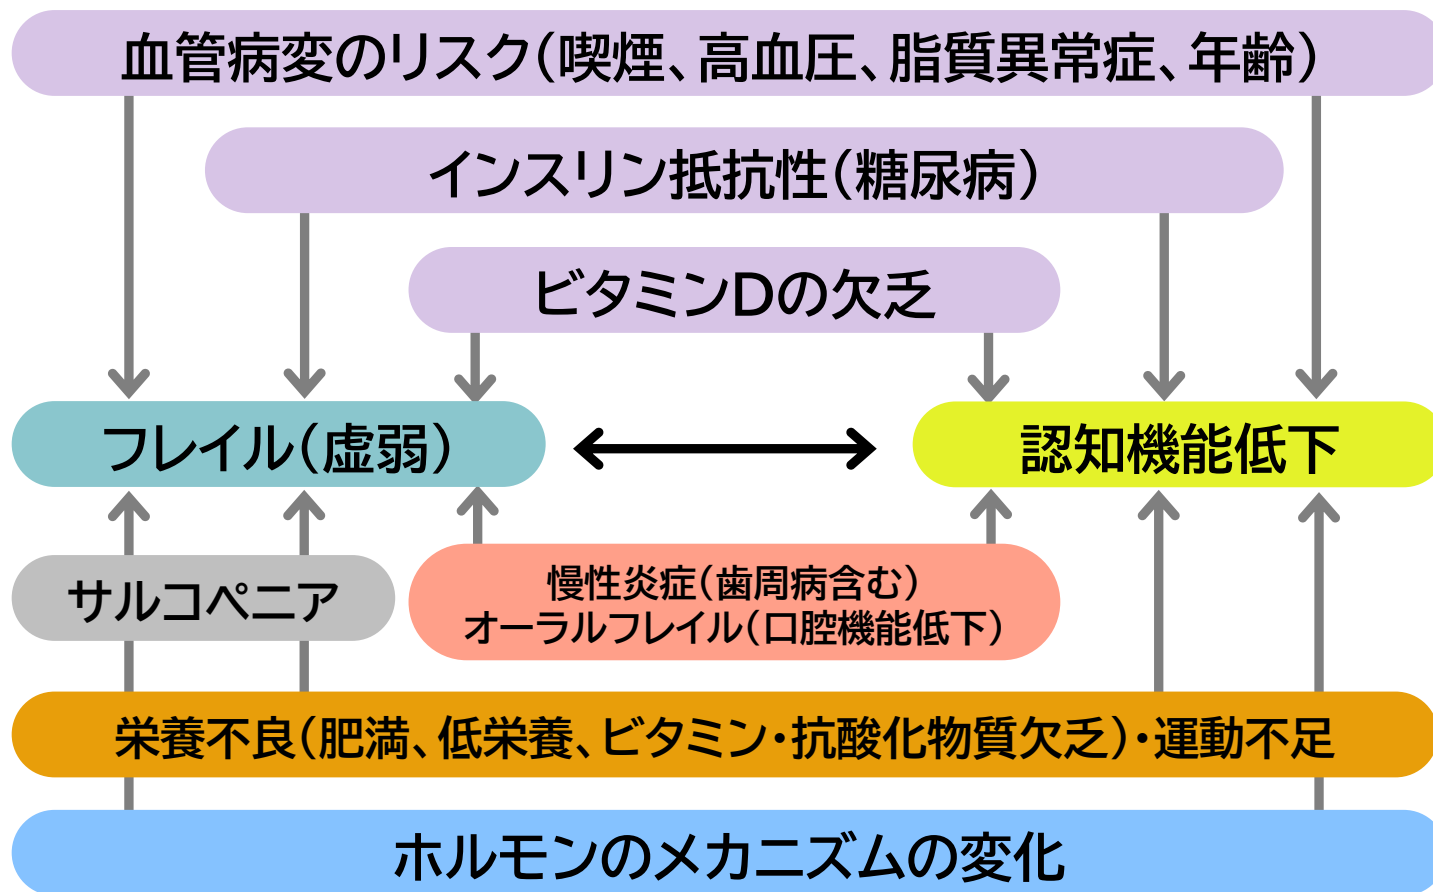 血管病変のリスク(喫煙、高血圧、脂質異常症、年齢)
インスリン抵抗性(糖尿病)
ビタミンDの欠乏
フレイル(虚弱)
認知機能低下
サルコペニア
慢性炎症(歯周病含む)
オーラルフレイル(口腔機能低下)
栄養不良(肥満、低栄養、ビタミン・抗酸化物質欠乏)・運動不足
ホルモンのメカニズムの変化